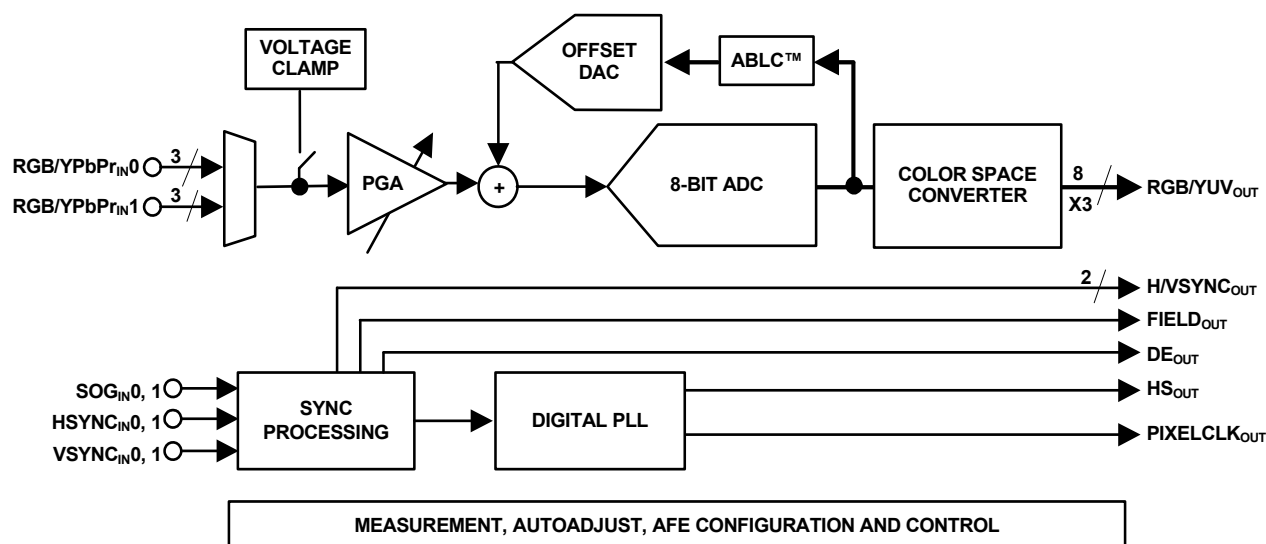 VOLTAGE
CLAMP
OFFSET
DAC
ABLC™
RGB/YPbPrIN0
3
RGB/YPbPrIN1
3
PGA
+
8-BIT ADC
COLOR SPACE
CONVERTER
8
X3
RGB/YUVOUT
2
H/VSYNCOUT
FIELDOUT
DEOUT
SOGIN0, 1
HSYNCIN0, 1
VSYNCIN0, 1
SYNC
PROCESSING
DIGITAL PLL
HSOUT
PIXELCLKOUT
MEASUREMENT, AUTOADJUST, AFE CONFIGURATION AND CONTROL